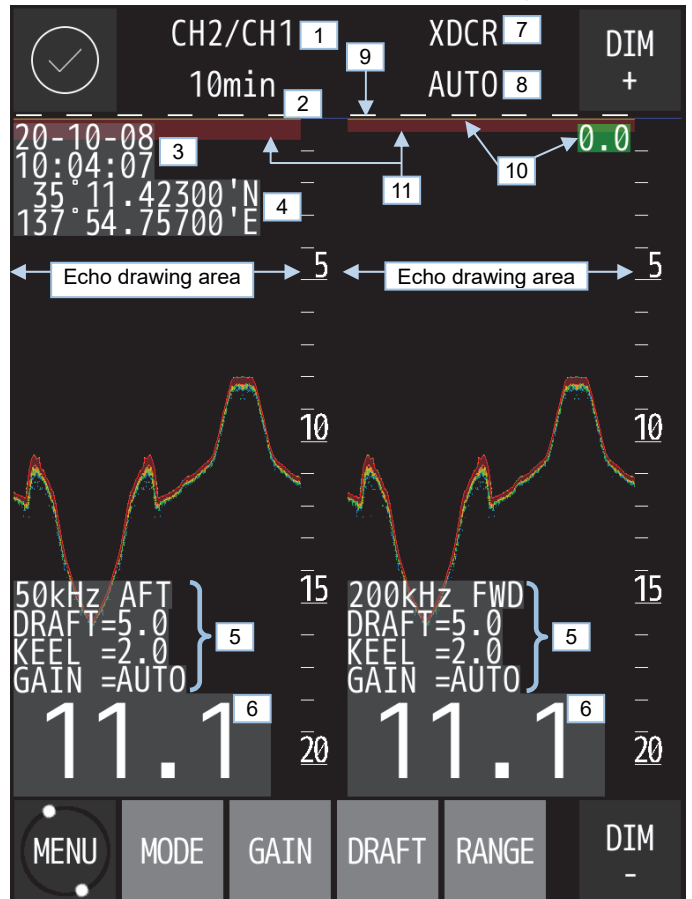 CH2/CH1 1
XDCR 7
DIM
+
9
10min 2
AUTO 8
20-10-08
10:04:07
3
35°11.42300'N
137°54.75700'E
4
11
10
0.0
Echo drawing area
5
Echo drawing area
5
10
10
15
15
50kHz AFT
DRAFT=5.0
KEEL =2.0
GAIN =AUTO
5
200kHz FWD
DRAFT=5.0
KEEL =2.0
GAIN =AUTO
5
11.1 6
20
11.1 6
20
MENU
MODE
GAIN
DRAFT
RANGE
DIM
-